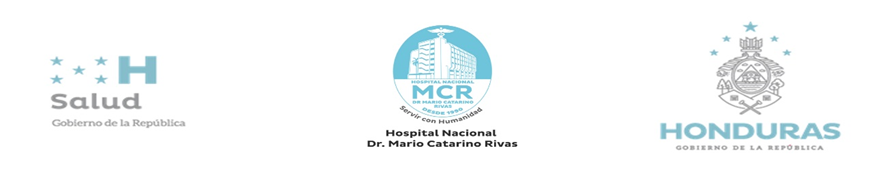 H
Salud
Gobierno de la República
HOSPITAL NACIONAL
MCR
DR MARIO CATARINO
RIVAS
DESDE 1990
Servir con Humanidad
Hospital Nacional
Dr. Mario Catarino Rivas
HONDURAS
GOBIERNO DE LA REPÚBLICA